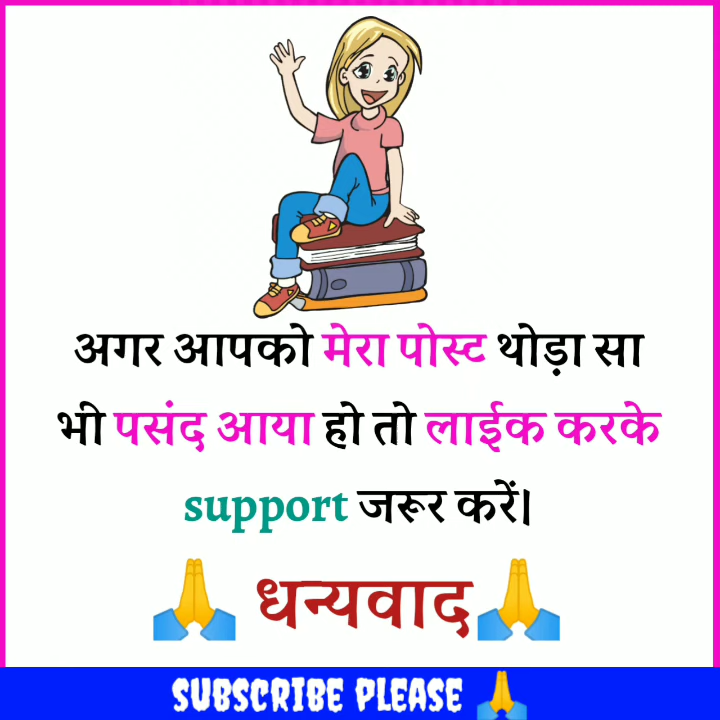 अगर आपको मेरा पोस्ट थोड़ा सा
भी पसंद आया हो तो लाईक करके
support जरूर करें।
🙏 धन्यवाद 🙏
SUBSCRIBE PLEASE 🙏